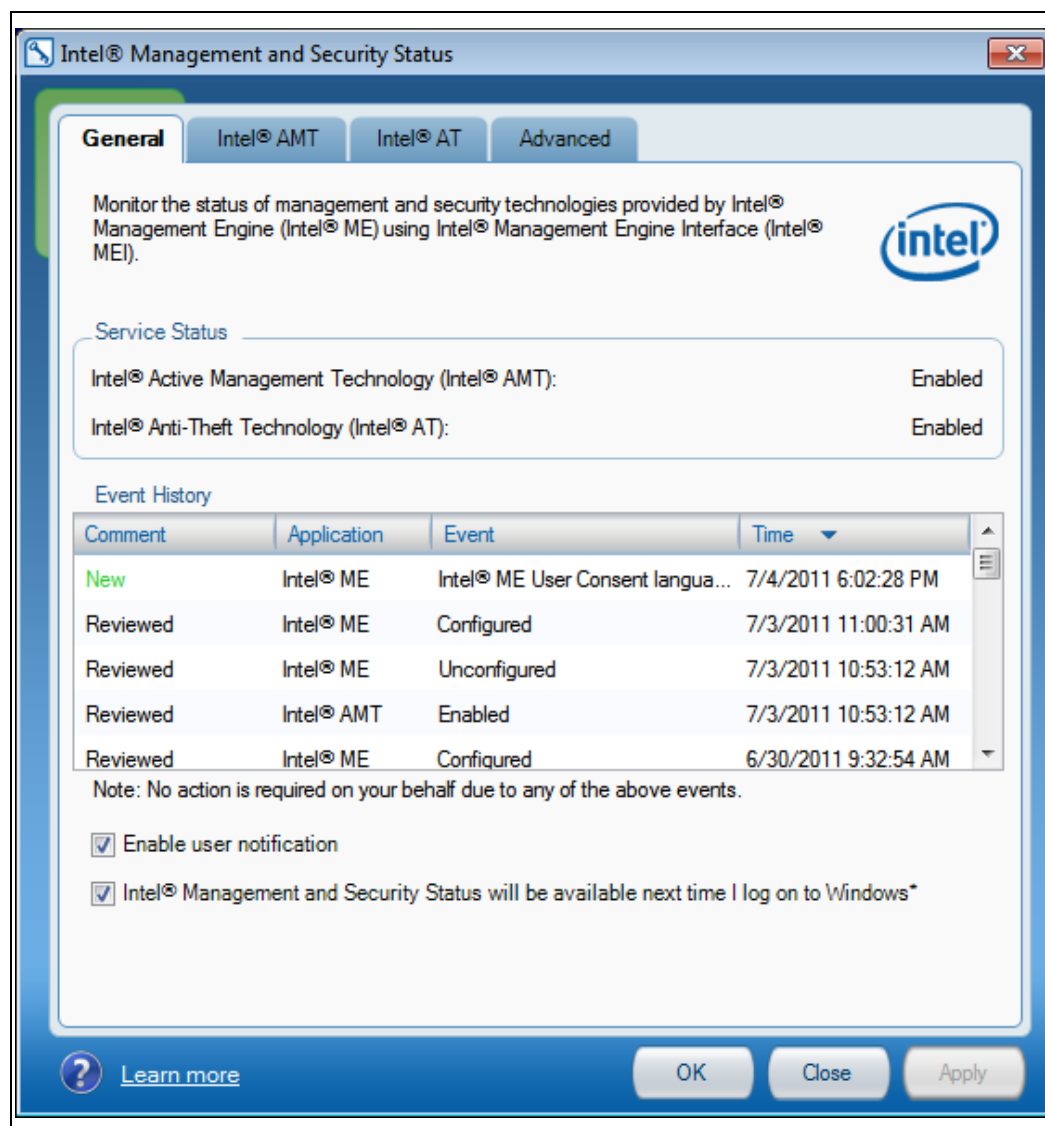 Intel® Management and Security Status
General Intel® AMT Intel® AT Advanced
Monitor the status of management and security technologies provided by Intel®
Management Engine (Intel® ME) using Intel® Management Engine Interface (Intel®
MEI).
intel
Service Status
Intel® Active Management Technology (Intel® AMT): Enabled
Intel® Anti-Theft Technology (Intel® AT): Enabled
Event History
Comment Application Event Time
New Intel® ME Intel® ME User Consent langua... 7/4/2011 6:02:28 PM
Reviewed Intel® ME Configured 7/3/2011 11:00:31 AM
Reviewed Intel® ME Unconfigured 7/3/2011 10:53:12 AM
Reviewed Intel® AMT Enabled 7/3/2011 10:53:12 AM
Reviewed Intel® ME Configured 6/30/2011 9:32:54 AM
Note: No action is required on your behalf due to any of the above events.
Enable user notification
Intel® Management and Security Status will be available next time I log on to Windows*
? Learn more OK Close Apply